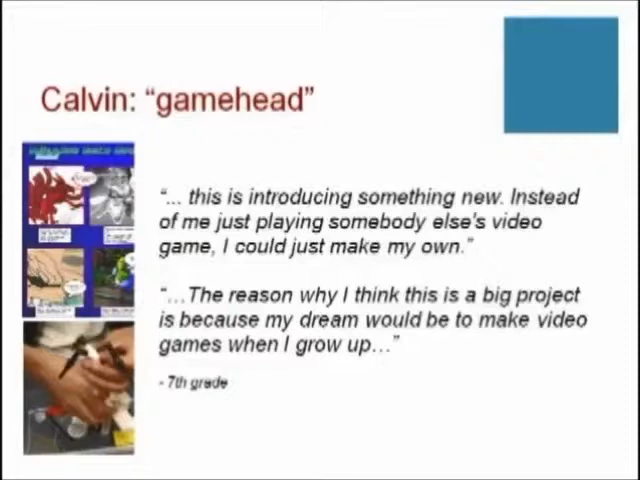 Calvin: “gamehead”
“... this is introducing something new. Instead
of me just playing somebody else’s video
game, I could just make my own.”
“…The reason why I think this is a big project
is because my dream would be to make video
games when I grow up…”
- 7th grade